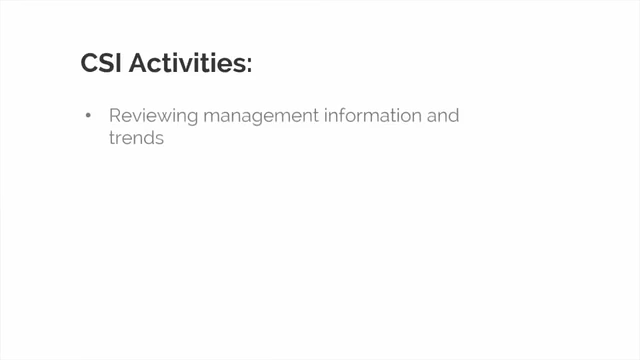 CSI Activities:
• Reviewing management information and
trends